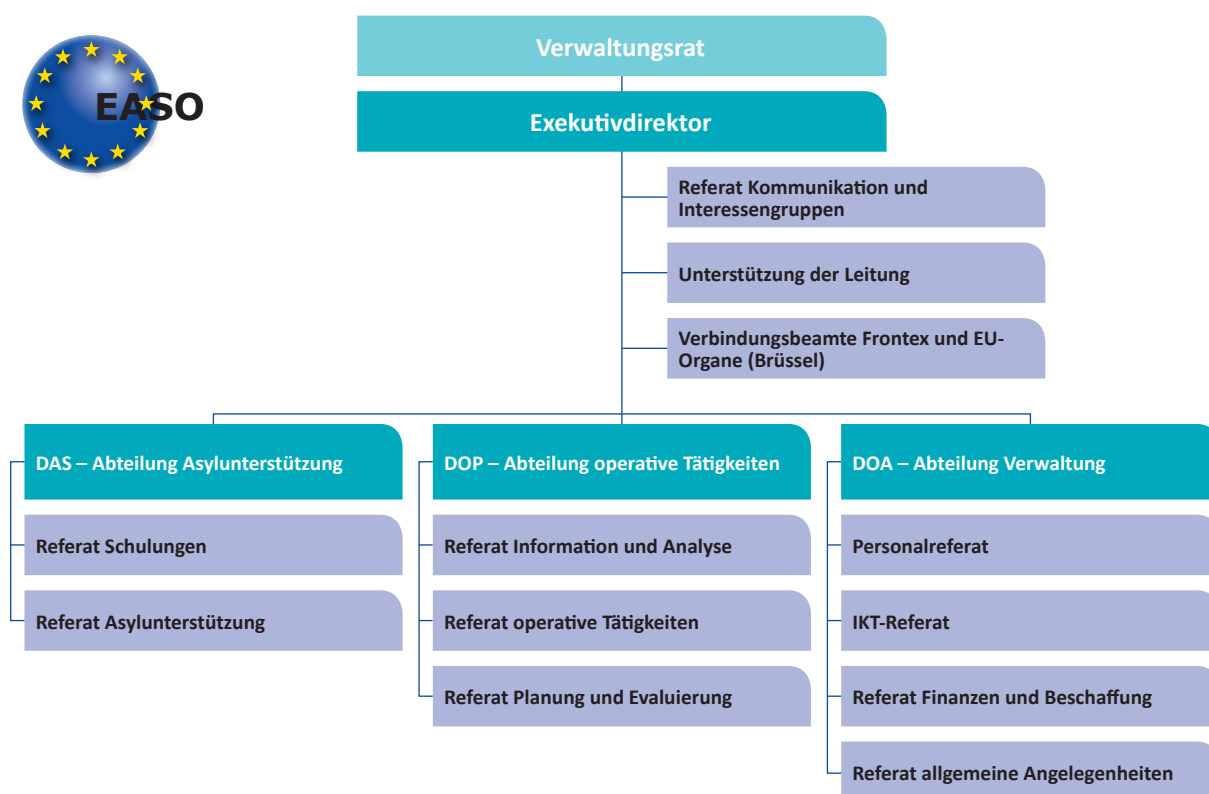 EASO
Verwaltungsrat
Exekutivdirektor
Referat Kommunikation und
Interessengruppen
Unterstützung der Leitung
Verbindungsbeamte Frontex und EU-
Organe (Brüssel)
DAS – Abteilung Asylunterstützung
Referat Schulungen
Referat Asylunterstützung
DOP – Abteilung operative Tätigkeiten
Referat Information und Analyse
Referat operative Tätigkeiten
Referat Planung und Evaluierung
DOA – Abteilung Verwaltung
Personalreferat
IKT-Referat
Referat Finanzen und Beschaffung
Referat allgemeine Angelegenheiten